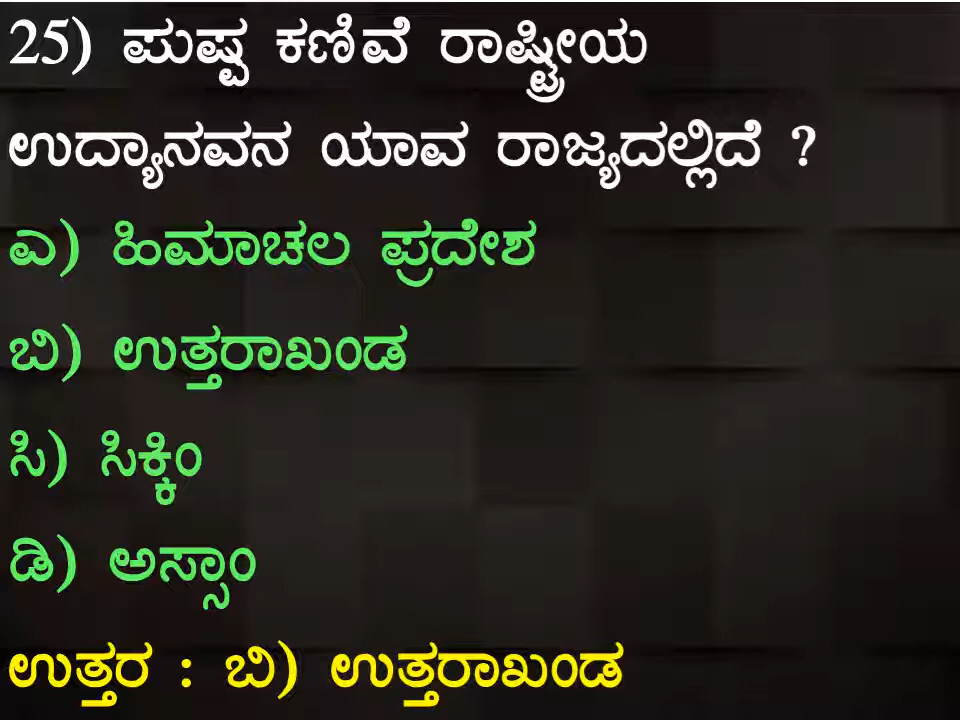 25) ಪುಷ್ಪ ಕಣಿವೆ ರಾಷ್ಟ್ರೀಯ
ಉದ್ಯಾನವನ ಯಾವ ರಾಜ್ಯದಲ್ಲಿದೆ ?
ಎ) ಹಿಮಾಚಲ ಪ್ರದೇಶ
ಬಿ) ಉತ್ತರಾಖಂಡ
ಸಿ) ಸಿಕ್ಕಿಂ
ಡಿ) ಅಸ್ಸಾಂ
ಉತ್ತರ : ಬಿ) ಉತ್ತರಾಖಂಡ